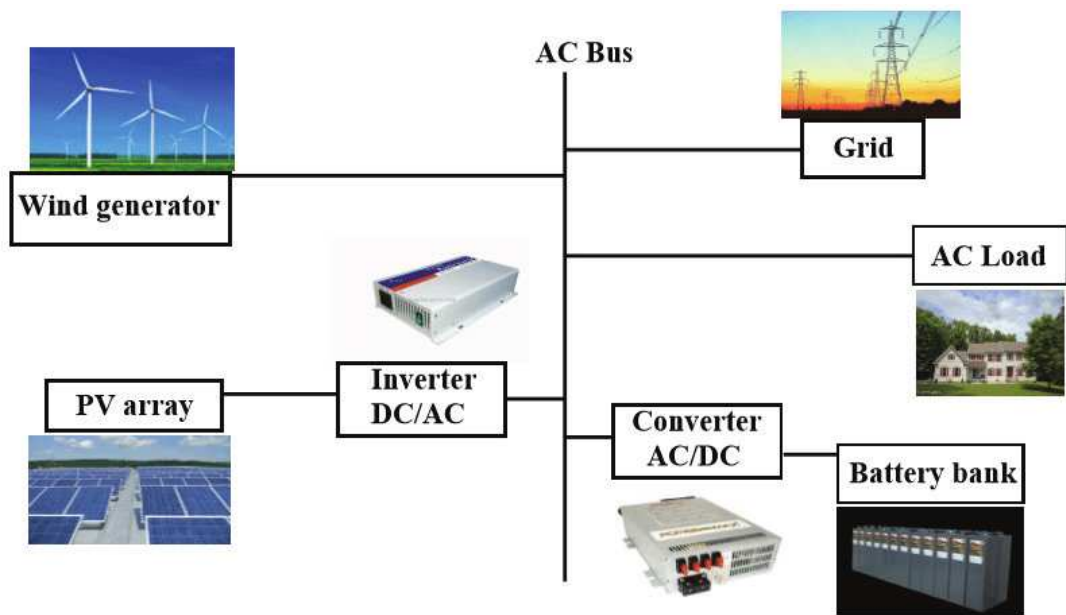 AC Bus
Grid
Wind generator
AC Load
Inverter
DC/AC
PV array
Converter
AC/DC
Battery bank